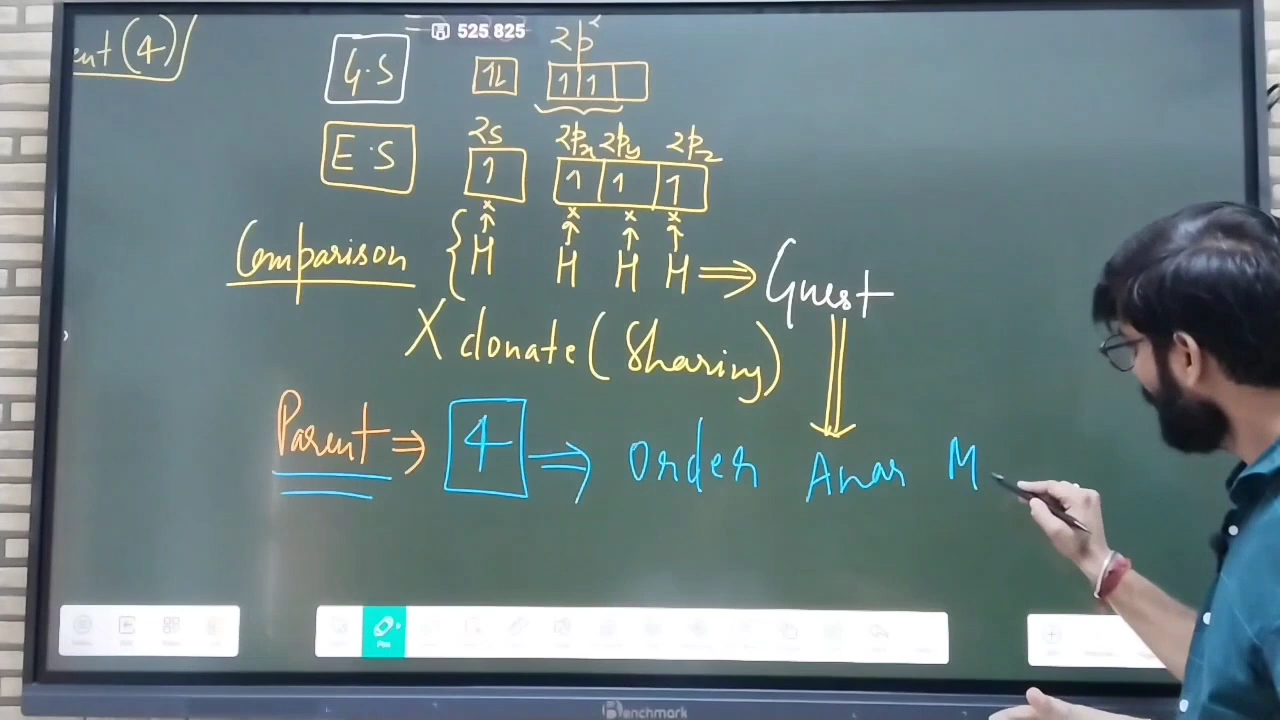 ent (4)
525 825
2p²
G.S 1L 1 1
2s 2px 2py 2pz
E.S 1 1 1 1
x x x x
Comparison { H H H H ⇒ Guest
X donate (Sharing)
Parent ⇒ 4 ⇒ Order Anar M
Benchmark